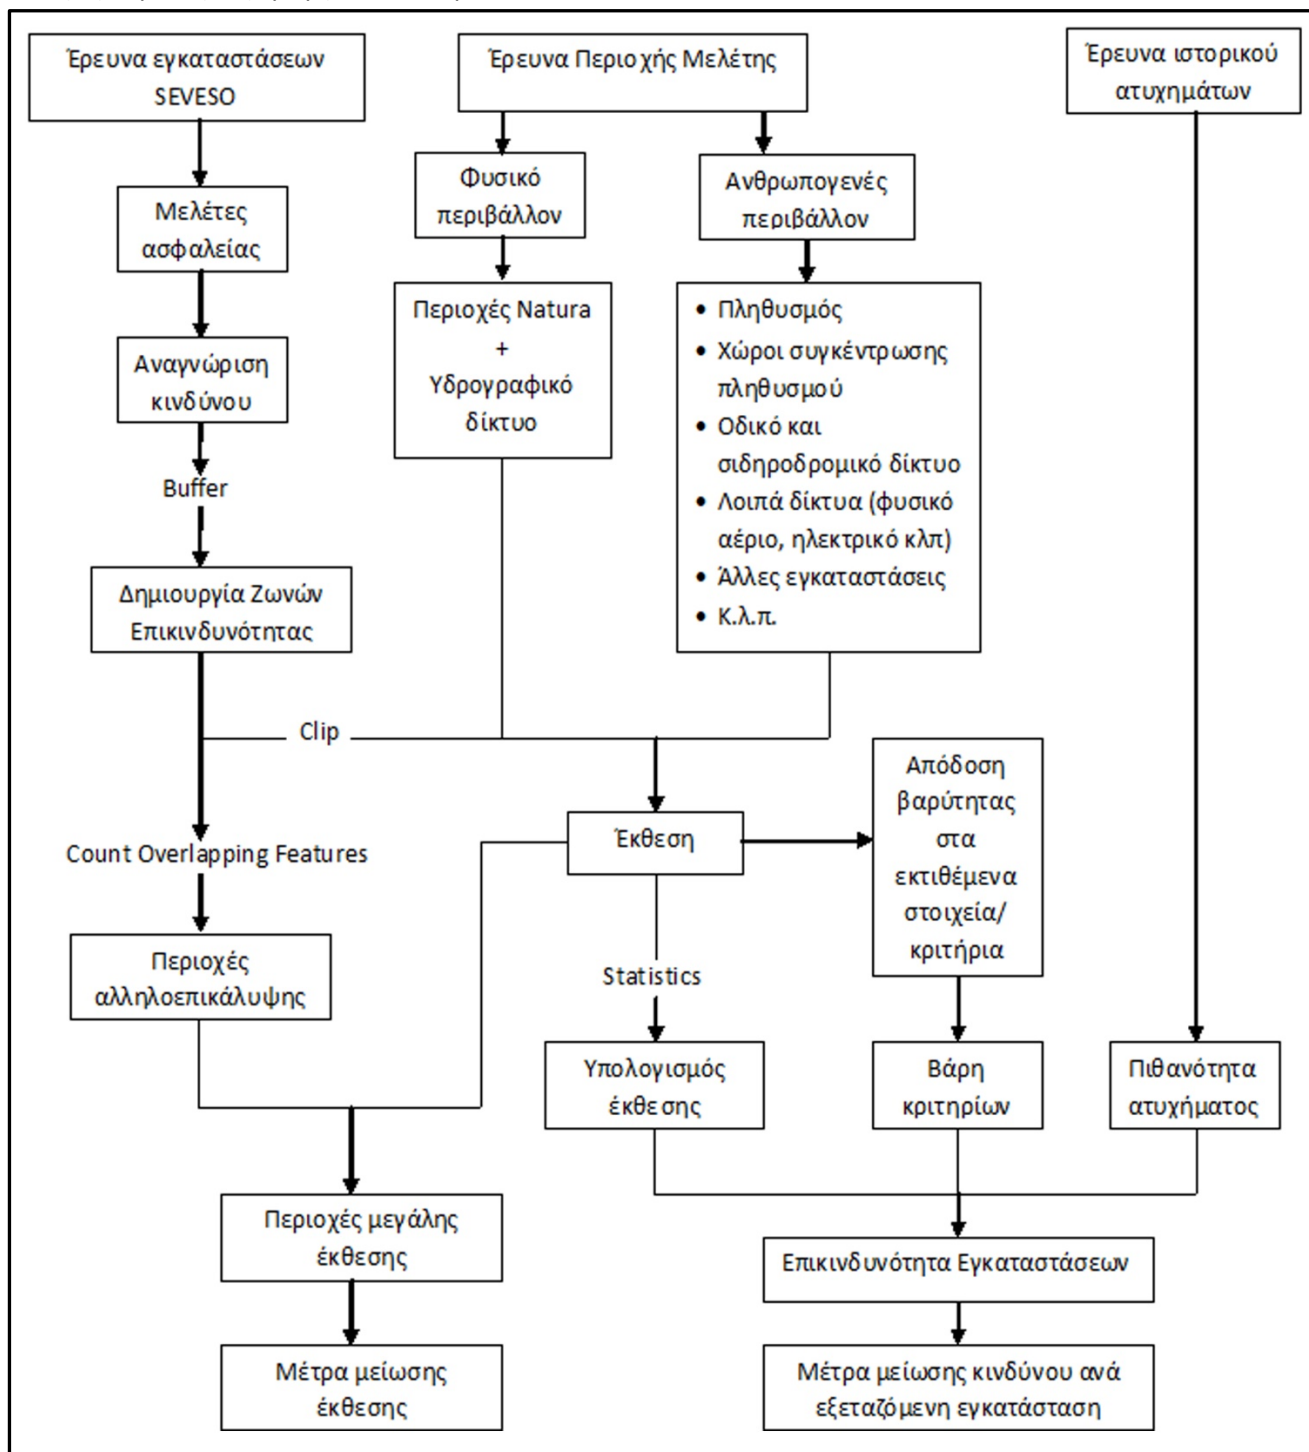 Έρευνα εγκαταστάσεων
SEVESO
Έρευνα Περιοχής Μελέτης
Έρευνα ιστορικού
ατυχημάτων
Μελέτες
ασφαλείας
Φυσικό
περιβάλλον
Ανθρωπογενές
περιβάλλον
Αναγνώριση
κινδύνου
Περιοχές Natura
+
Υδρογραφικό
δίκτυο
• Πληθυσμός
• Χώροι συγκέντρωσης
πληθυσμού
• Οδικό και
σιδηροδρομικό δίκτυο
• Λοιπά δίκτυα (φυσικό
αέριο, ηλεκτρικό κλπ)
• Άλλες εγκαταστάσεις
• Κ.λ.π.
Buffer
Δημιουργία Ζωνών
Επικινδυνότητας
Clip
Count Overlapping Features
Έκθεση
Απόδοση
βαρύτητας
στα
εκτιθέμενα
στοιχεία/
κριτήρια
Περιοχές
αλληλοεπικάλυψης
Statistics
Υπολογισμός
έκθεσης
Βάρη
κριτηρίων
Πιθανότητα
ατυχήματος
Περιοχές μεγάλης
έκθεσης
Επικινδυνότητα Εγκαταστάσεων
Μέτρα μείωσης
έκθεσης
Μέτρα μείωσης κινδύνου ανά
εξεταζόμενη εγκατάσταση